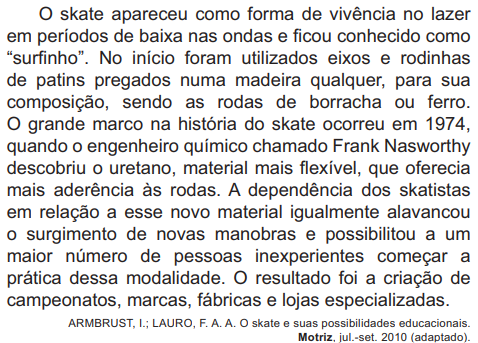 O skate apareceu como forma de vivência no lazer
em períodos de baixa nas ondas e ficou conhecido como
“surfinho”. No início foram utilizados eixos e rodinhas
de patins pregados numa madeira qualquer, para sua
composição, sendo as rodas de borracha ou ferro.
O grande marco na história do skate ocorreu em 1974,
quando o engenheiro químico chamado Frank Nasworthy
descobriu o uretano, material mais flexível, que oferecia
mais aderência às rodas. A dependência dos skatistas
em relação a esse novo material igualmente alavancou
o surgimento de novas manobras e possibilitou a um
maior número de pessoas inexperientes começar a
prática dessa modalidade. O resultado foi a criação de
campeonatos, marcas, fábricas e lojas especializadas.
ARMBRUST, I.; LAURO, F. A. A. O skate e suas possibilidades educacionais.
Motriz, jul.-set. 2010 (adaptado).